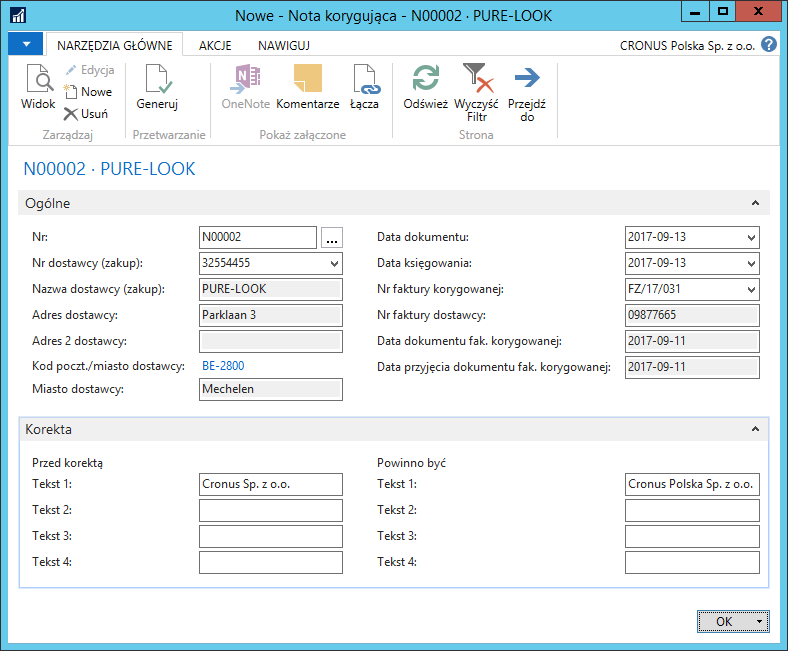 Nowe - Nota korygująca - N00002 · PURE-LOOK
NARZĘDZIA GŁÓWNE AKCJE NAWIGUJ CRONUS Polska Sp. z o.o.
Widok
Edycja
Nowe
Usuń
Zarządzaj
Generuj
Przetwarzanie
OneNote Komentarze Łącza
Pokaż załączone
Odśwież Wyczyść Filtr Przejdź do
Strona
N00002 · PURE-LOOK
Ogólne
Nr: N00002 ...
Nr dostawcy (zakup): 32554455
Nazwa dostawcy (zakup): PURE-LOOK
Adres dostawcy: Parklaan 3
Adres 2 dostawcy:
Kod poczt./miasto dostawcy: BE-2800
Miasto dostawcy: Mechelen
Data dokumentu: 2017-09-13
Data księgowania: 2017-09-13
Nr faktury korygowanej: FZ/17/031
Nr faktury dostawcy: 09877665
Data dokumentu fak. korygowanej: 2017-09-11
Data przyjęcia dokumentu fak. korygowanej: 2017-09-11
Korekta
Przed korektą
Tekst 1: Cronus Sp. z o.o.
Tekst 2:
Tekst 3:
Tekst 4:
Powinno być
Tekst 1: Cronus Polska Sp. z o.o.
Tekst 2:
Tekst 3:
Tekst 4:
OK